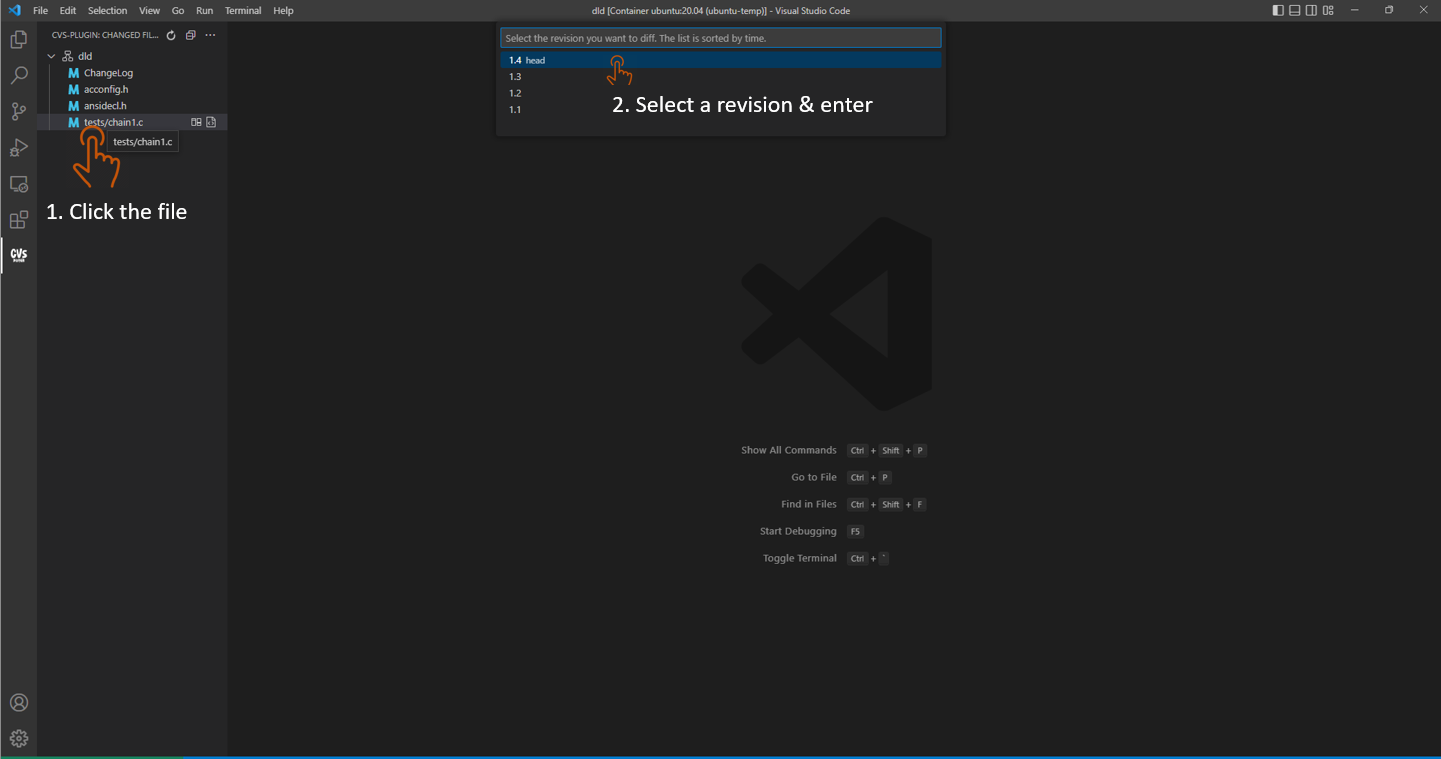 File Edit Selection View Go Run Terminal Help
dld [Container ubuntu:20.04 (ubuntu-temp)] - Visual Studio Code
CVS-PLUGIN: CHANGED FIL...
dld
M ChangeLog
M acconfig.h
M ansidecl.h
M tests/chain1.c
tests/chain1.c
1. Click the file
Select the revision you want to diff. The list is sorted by time.
1.4 head
1.3
1.2
1.1
2. Select a revision & enter
CVS
Show All Commands Ctrl + Shift + P
Go to File Ctrl + P
Find in Files Ctrl + Shift + F
Start Debugging F5
Toggle Terminal Ctrl + `